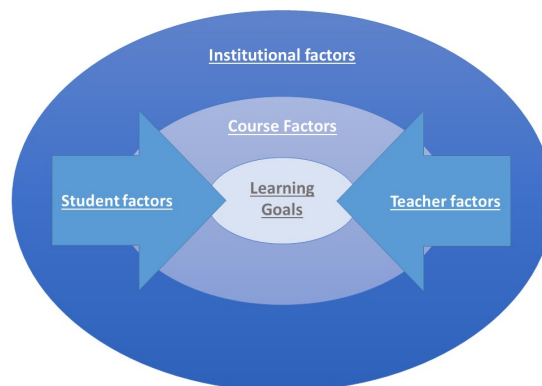 Institutional factors
Course Factors
Student factors
Learning
Goals
Teacher factors